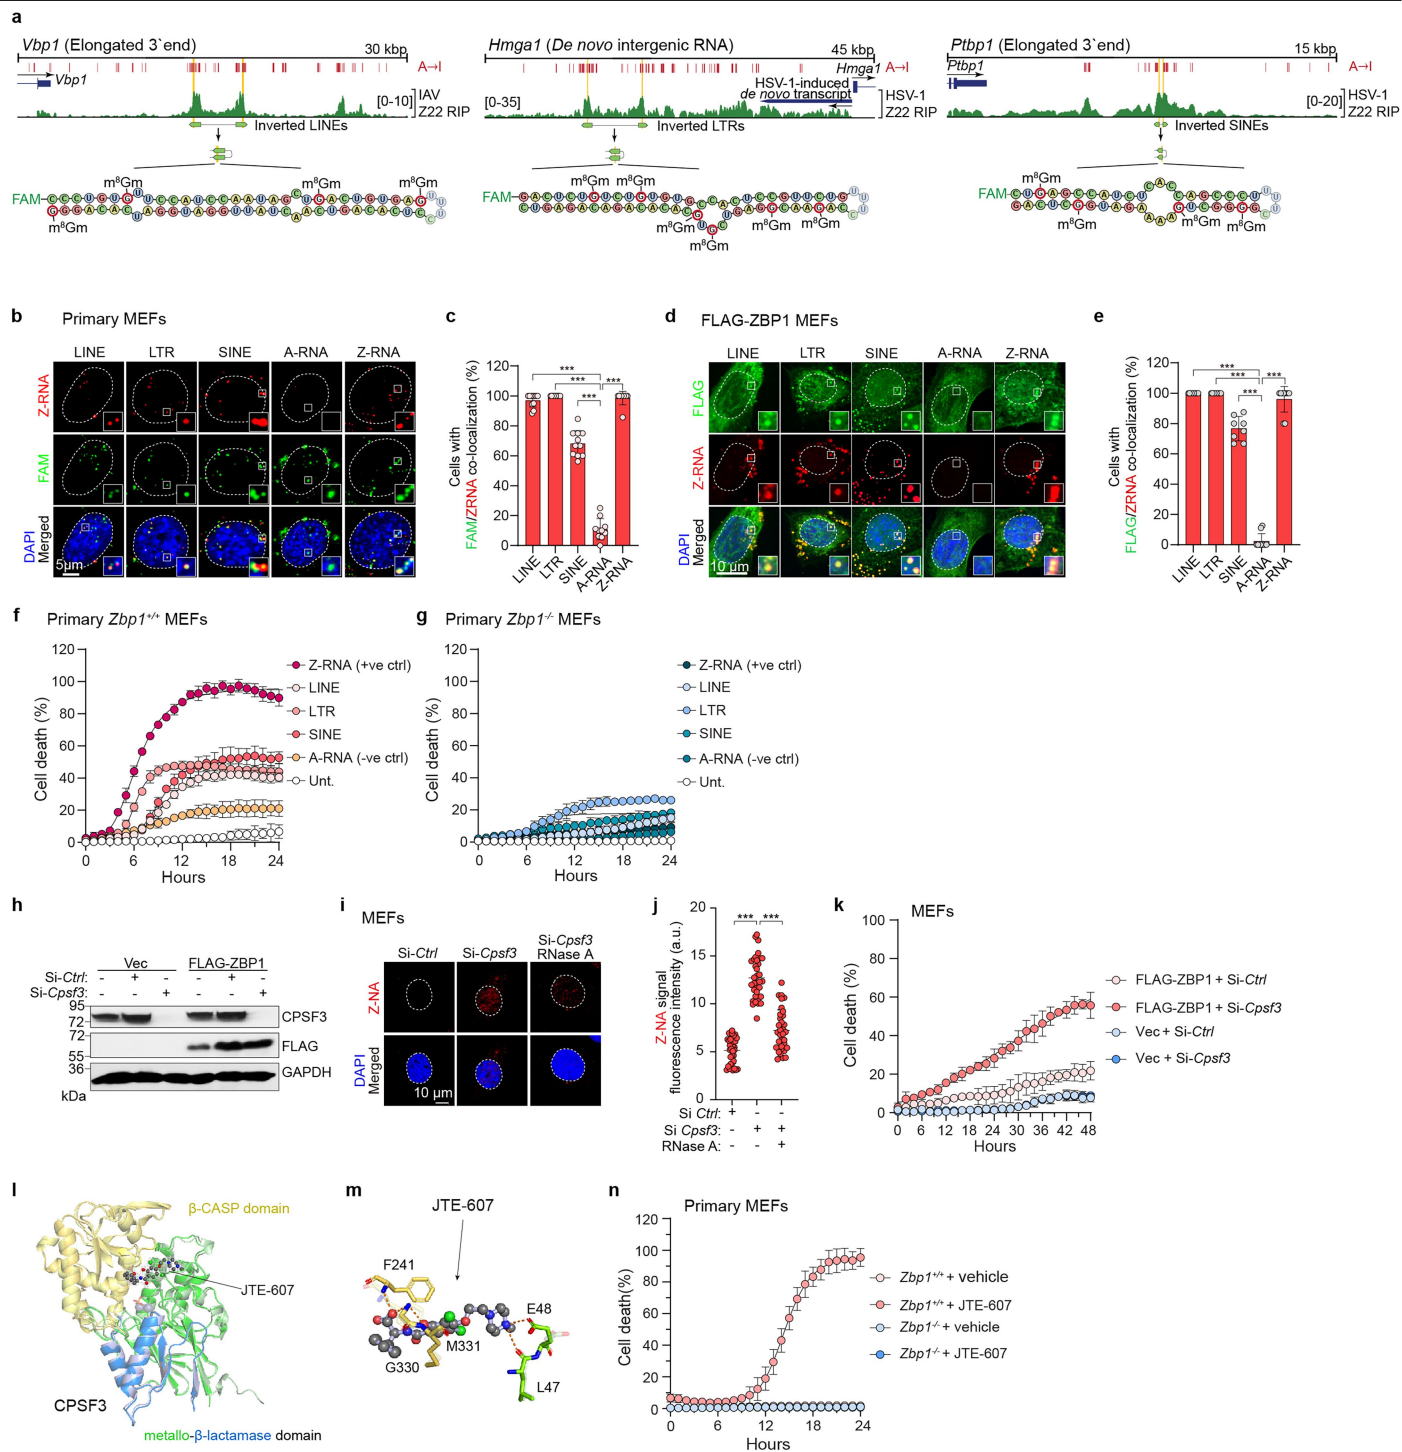 a
Vbp1 (Elongated 3`end)
30 kbp
A→I
Vbp1
[0-10]
IAV
Z22 RIP
Inverted LINEs
m⁸Gm
m⁸Gm
m⁸Gm
FAM
m⁸Gm
Hmga1 (De novo intergenic RNA)
45 kbp
A→I
Hmga1
HSV-1-induced
de novo transcript
[0-35]
HSV-1
Z22 RIP
Inverted LTRs
m⁸Gm
m⁸Gm
FAM
m⁸Gm
m⁸Gm
m⁸Gm
m⁸Gm
Ptbp1 (Elongated 3`end)
15 kbp
A→I
Ptbp1
[0-20]
HSV-1
Z22 RIP
Inverted SINEs
m⁸Gm
FAM
m⁸Gm
m⁸Gm
m⁸Gm
b
Primary MEFs
LINE LTR SINE A-RNA Z-RNA
Z-RNA
FAM
DAPI
Merged
5µm
c
Cells with
FAM/ZRNA co-localization (%)
120
100
80
60
40
20
0
*** *** *** ***
LINE LTR SINE A-RNA Z-RNA
d
FLAG-ZBP1 MEFs
LINE LTR SINE A-RNA Z-RNA
FLAG
Z-RNA
DAPI
Merged
10 µm
e
Cells with
FLAG/ZRNA co-localization (%)
120
100
80
60
40
20
0
*** *** *** ***
LINE LTR SINE A-RNA Z-RNA
f
Primary Zbp1+/+ MEFs
Cell death (%)
120
100
80
60
40
20
0
0 6 12 18 24
Hours
Z-RNA (+ve ctrl)
LINE
LTR
SINE
A-RNA (-ve ctrl)
Unt.
g
Primary Zbp1-/- MEFs
Cell death (%)
120
100
80
60
40
20
0
0 6 12 18 24
Hours
Z-RNA (+ve ctrl)
LINE
LTR
SINE
A-RNA (-ve ctrl)
Unt.
h
Vec FLAG-ZBP1
Si-Ctrl: - + - - + -
Si-Cpsf3: - - + - - +
95
72
CPSF3
72
55
FLAG
36
GAPDH
kDa
i
MEFs
Si-Ctrl
Si-Cpsf3
Si-Cpsf3
RNase A
Z-NA
DAPI
Merged
10 µm
j
Z-NA signal
fluorescence intensity (a.u.)
20
15
10
5
0
*** ***
Si Ctrl: + - -
Si Cpsf3: - + +
RNase A: - - +
k
MEFs
Cell death (%)
100
80
60
40
20
0
0 6 12 18 24 30 36 42 48
Hours
FLAG-ZBP1 + Si-Ctrl
FLAG-ZBP1 + Si-Cpsf3
Vec + Si-Ctrl
Vec + Si-Cpsf3
l
β-CASP domain
JTE-607
CPSF3
metallo-β-lactamase domain
m
JTE-607
F241
E48
M331
G330
L47
n
Primary MEFs
Cell death(%)
120
100
80
60
40
20
0
0 6 12 18 24
Hours
Zbp1+/+ + vehicle
Zbp1+/+ + JTE-607
Zbp1-/- + vehicle
Zbp1-/- + JTE-607